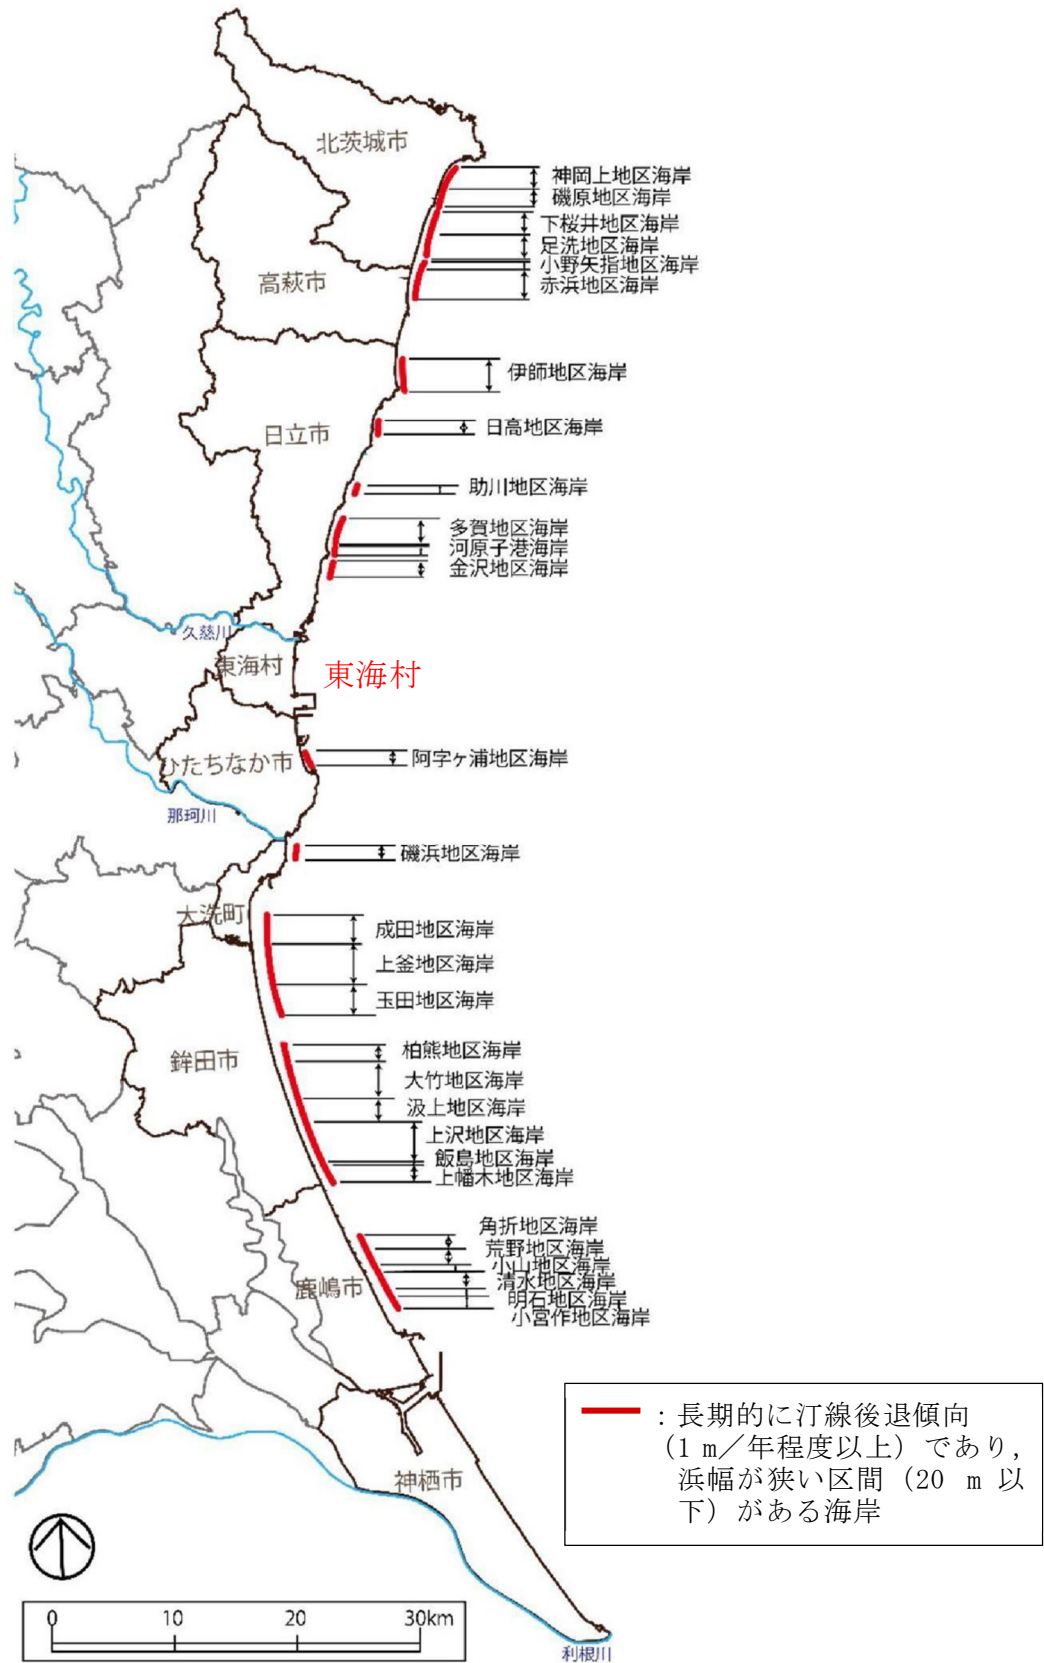 北茨城市
神岡上地区海岸
磯原地区海岸
下桜井地区海岸
足洗地区海岸
小野矢指地区海岸
赤浜地区海岸
高萩市
伊師地区海岸
日立市
日高地区海岸
助川地区海岸
多賀地区海岸
河原子港海岸
金沢地区海岸
久慈川
東海村
東海村
ひたちなか市
阿字ヶ浦地区海岸
那珂川
磯浜地区海岸
大洗町
成田地区海岸
上釜地区海岸
玉田地区海岸
鉾田市
柏熊地区海岸
大竹地区海岸
汲上地区海岸
上沢地区海岸
飯島地区海岸
上幡木地区海岸
角折地区海岸
荒野地区海岸
小山地区海岸
清水地区海岸
明石地区海岸
小宮作地区海岸
鹿嶋市
神栖市
：長期的に汀線後退傾向
(1 m／年程度以上）であり，
浜幅が狭い区間（20 m 以
下）がある海岸
0 10 20 30km
利根川